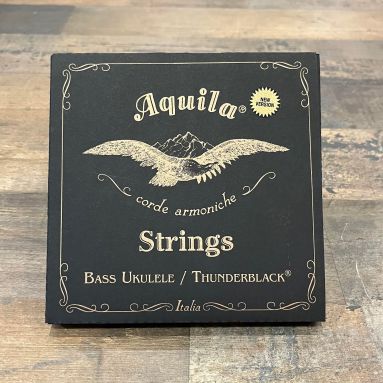 Aquila®
NEW
VERSION
corde armoniche
Strings
BASS UKULELE / THUNDERBLACK®
Italia